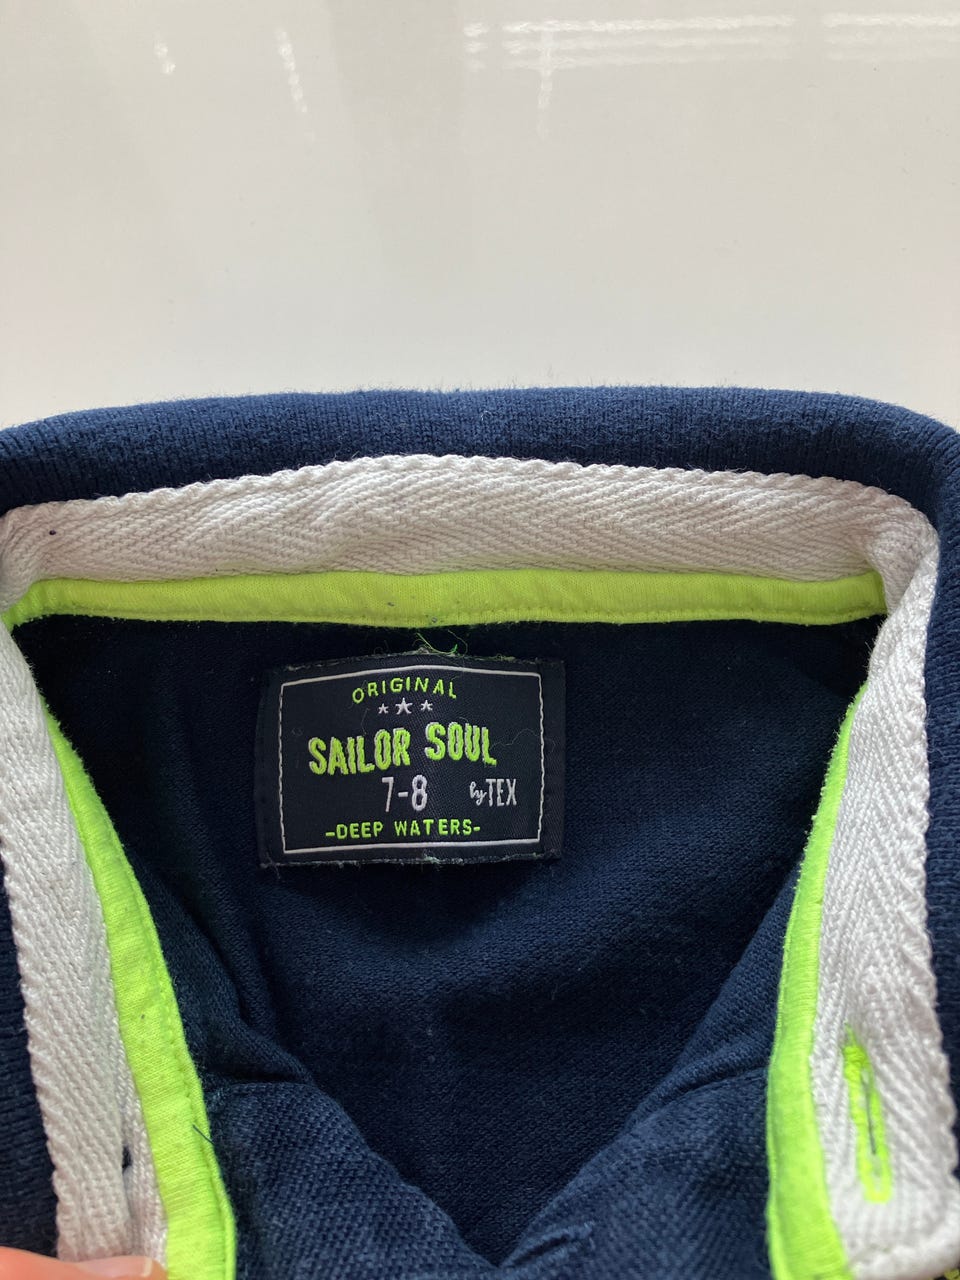 ORIGINAL
SAILOR SOUL
7-8 by TEX
-DEEP WATERS-